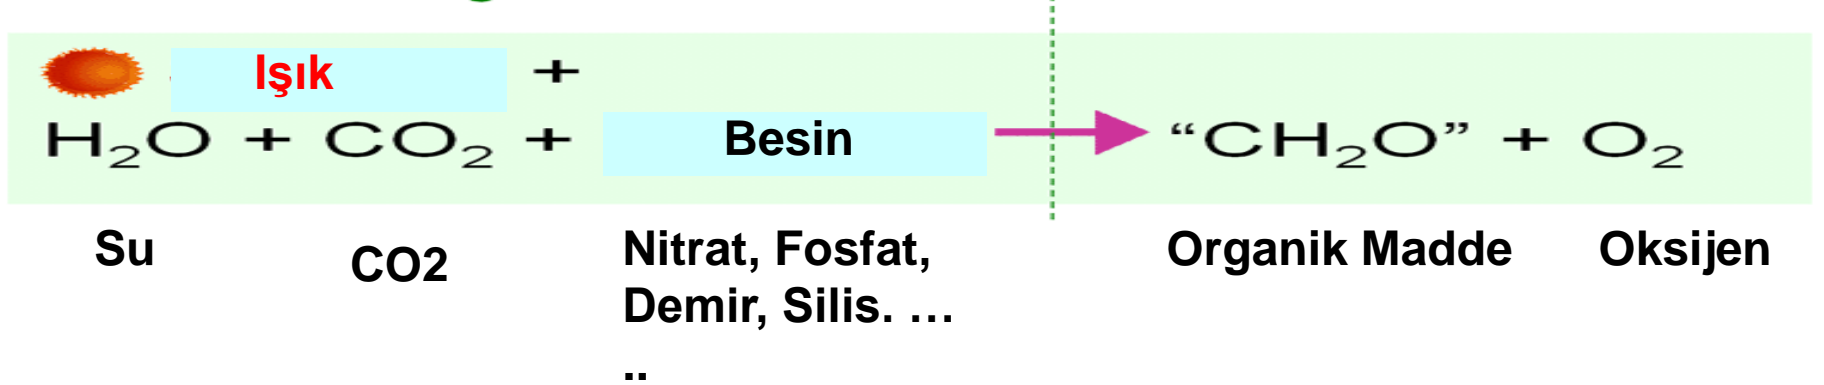 Işık +
H₂O + CO₂ + Besin “CH₂O” + O₂
Su CO2 Nitrat, Fosfat, Organik Madde Oksijen
Demir, Silis. …
..